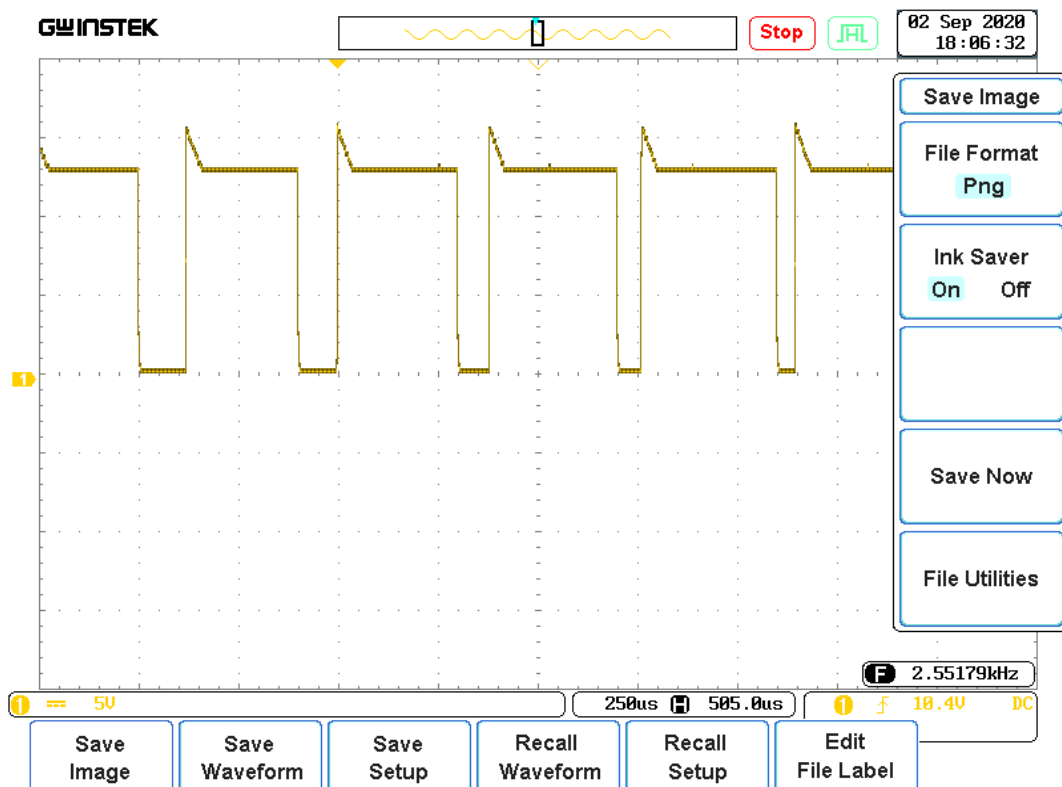 GWINSTEK
Stop
02 Sep 2020
18:06:32
Save Image
File Format
Png
Ink Saver
On Off
Save Now
File Utilities
1
F 2.55179kHz
1 5V
250us H 505.0us
1 10.4V DC
Save Image
Save Waveform
Save Setup
Recall Waveform
Recall Setup
Edit File Label